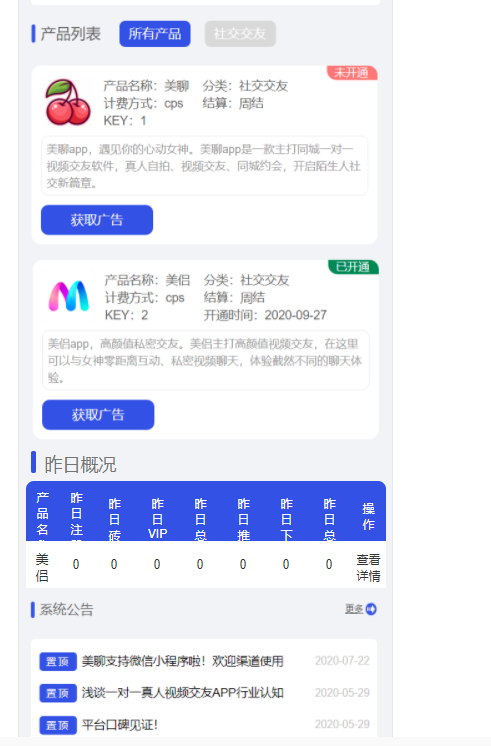 产品列表 所有产品 社交交友
未开通
产品名称：美聊 分类：社交交友
计费方式：cps 结算：周结
KEY：1
美聊app，遇见你的心动女神。美聊app是一款主打同城一对一
视频交友软件，真人自拍、视频交友、同城约会，开启陌生人社
交新篇章。
获取广告
已开通
产品名称：美侣 分类：社交交友
计费方式：cps 结算：周结
KEY：2 开通时间：2020-09-27
美侣app，高颜值私密交友。美侣主打高颜值视频交友，在这里
可以与女神零距离互动、私密视频聊天，体验截然不同的聊天体
验。
获取广告
昨日概况
产品名 昨日注 昨日砖 昨日VIP 昨日总 昨日推 昨日下 昨日总 操作
美侣 0 0 0 0 0 0 0 查看详情
系统公告 更多
置顶 美聊支持微信小程序啦！欢迎渠道使用 2020-07-22
置顶 浅谈一对一真人视频交友APP行业认知 2020-05-29
置顶 平台口碑见证！ 2020-05-29